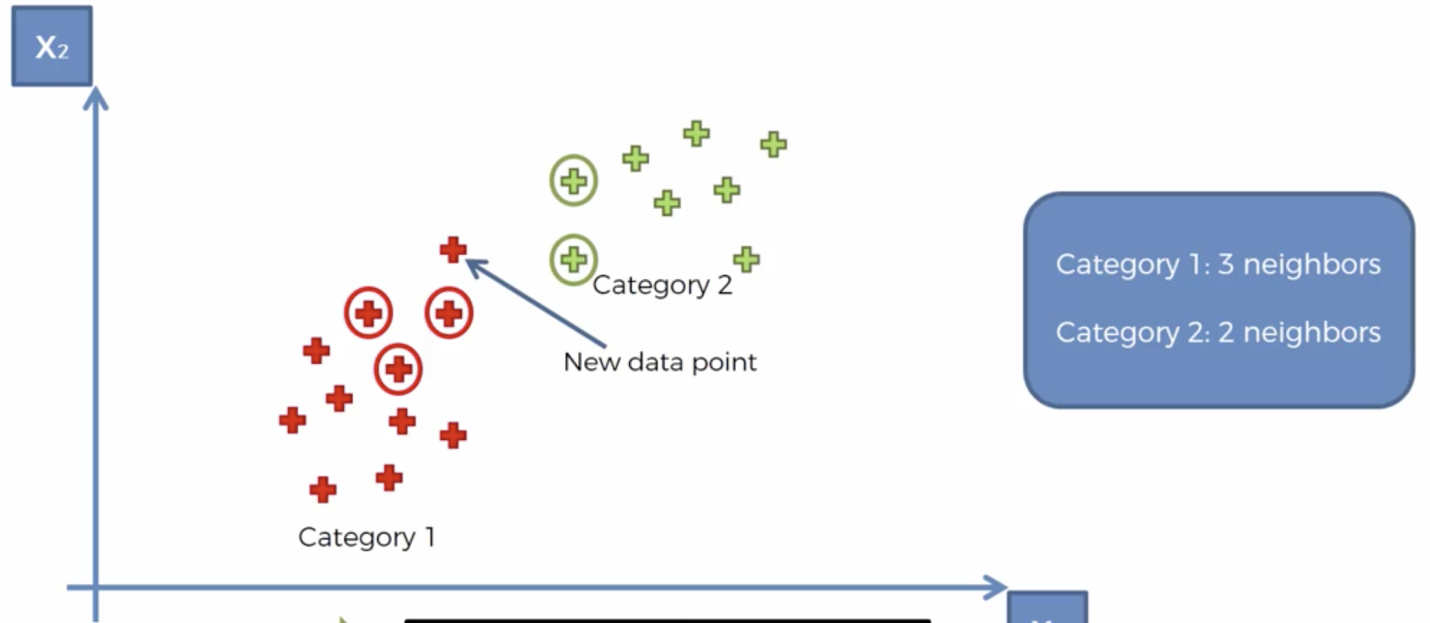 X2
Category 2
New data point
Category 1: 3 neighbors
Category 2: 2 neighbors
Category 1